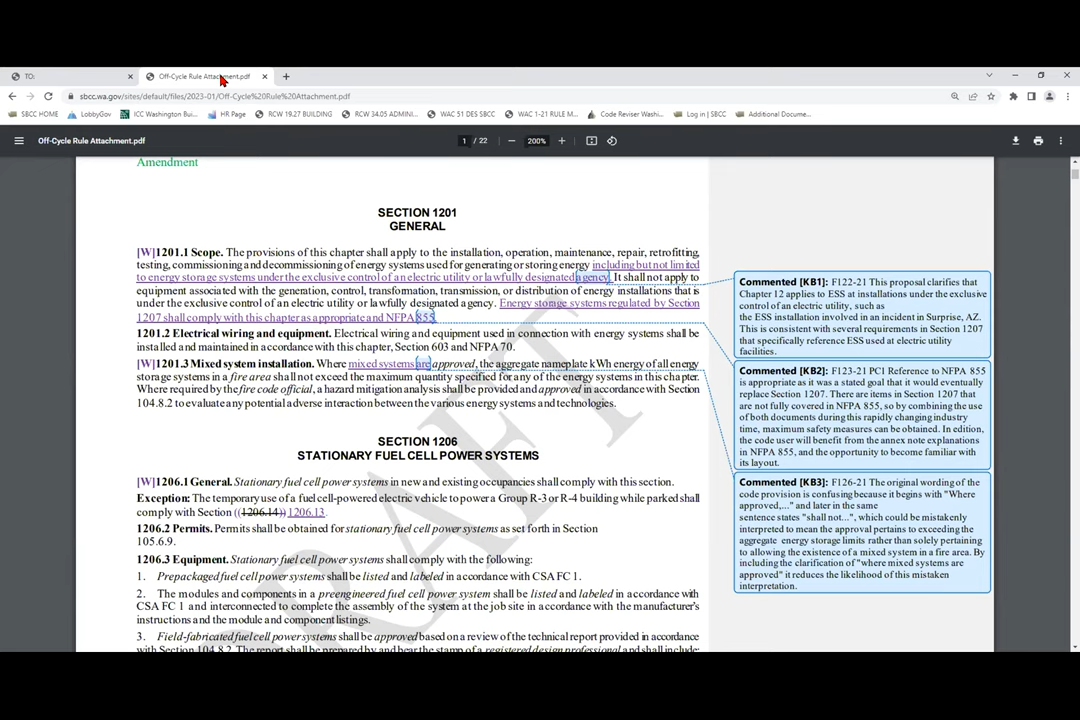 TO:
Off-Cycle Rule Attachment.pdf
sbcc.wa.gov/sites/default/files/2023-01/Off-Cycle%20Rule%20Attachment.pdf
SBCC HOME LobbyGov ICC Washington Bui... HR Page RCW 19.27 BUILDING RCW 34.05 ADMINI... WAC 51 DES SBCC WAC 1-21 RULE M... Code Reviser Washi... Log in | SBCC Additional Docume...
Off-Cycle Rule Attachment.pdf 1 / 22 200%
Amendment
SECTION 1201
GENERAL
[W]1201.1 Scope. The provisions of this chapter shall apply to the installation, operation, maintenance, repair, retrofitting,
testing, commissioning and decommissioning of energy systems used for generating or storing energy including but not limited
to energy storage systems under the exclusive control of an electric utility or lawfully designated agency. It shall not apply to
equipment associated with the generation, control, transformation, transmission, or distribution of energy installations that is
under the exclusive control of an electric utility or lawfully designated agency. Energy storage systems regulated by Section
1207 shall comply with this chapter as appropriate and NFPA 855.
1201.2 Electrical wiring and equipment. Electrical wiring and equipment used in connection with energy systems shall be
installed and maintained in accordance with this chapter, Section 603 and NFPA 70.
[W]1201.3 Mixed system installation. Where mixed systems are approved, the aggregate nameplate kWh energy of all energy
storage systems in a fire area shall not exceed the maximum quantity specified for any of the energy systems in this chapter.
Where required by the fire code official, a hazard mitigation analysis shall be provided and approved in accordance with Section
104.8.2 to evaluate any potential adverse interaction between the various energy systems and technologies.
SECTION 1206
STATIONARY FUEL CELL POWER SYSTEMS
[W]1206.1 General. Stationary fuel cell power systems in new and existing occupancies shall comply with this section.
Exception: The temporary use of a fuel cell-powered electric vehicle to power a Group R-3 or R-4 building while parked shall
comply with Section ((1206.14)) 1206.13.
1206.2 Permits. Permits shall be obtained for stationary fuel cell power systems as set forth in Section
105.6.9.
1206.3 Equipment. Stationary fuel cell power systems shall comply with the following:
1. Prepackaged fuel cell power systems shall be listed and labeled in accordance with CSA FC 1.
2. The modules and components in a preengineered fuel cell power system shall be listed and labeled in accordance with
CSA FC 1 and interconnected to complete the assembly of the system at the job site in accordance with the manufacturer's
instructions and the module and component listings.
3. Field-fabricated fuel cell power systems shall be approved based on a review of the technical report provided in accordance
with Section 104.8.2. The report shall be prepared by and bear the stamp of a registered design professional and shall include:
DRAFT
Commented [KB1]: F122-21 This proposal clarifies that
Chapter 12 applies to ESS at installations under the exclusive
control of an electric utility, such as
the ESS installation involved in an incident in Surprise, AZ.
This is consistent with several requirements in Section 1207
that specifically reference ESS used at electric utility
facilities.
Commented [KB2]: F123-21 PC1 Reference to NFPA 855
is appropriate as it was a stated goal that it would eventually
replace Section 1207. There are items in Section 1207 that
are not fully covered in NFPA 855, so by combining the use
of both documents during this rapidly changing industry
time, maximum safety measures can be obtained. In edition,
the code user will benefit from the annex note explanations
in NFPA 855, and the opportunity to become familiar with
its layout.
Commented [KB3]: F126-21 The original wording of the
code provision is confusing because it begins with "Where
approved,..." and later in the same
sentence states "shall not...", which could be mistakenly
interpreted to mean the approval pertains to exceeding the
aggregate energy storage limits rather than solely pertaining
to allowing the existence of a mixed system in a fire area. By
including the clarification of "where mixed systems are
approved" it reduces the likelihood of this mistaken
interpretation.